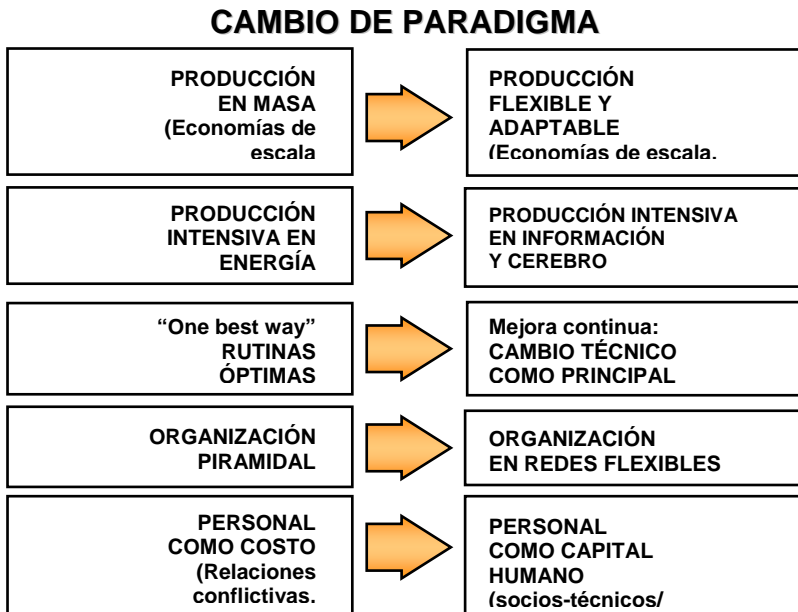 CAMBIO DE PARADIGMA
PRODUCCIÓN
EN MASA
(Economías de
escala
PRODUCCIÓN
FLEXIBLE Y
ADAPTABLE
(Economías de escala.
PRODUCCIÓN
INTENSIVA EN
ENERGÍA
PRODUCCIÓN INTENSIVA
EN INFORMACIÓN
Y CEREBRO
“One best way”
RUTINAS
ÓPTIMAS
Mejora continua:
CAMBIO TÉCNICO
COMO PRINCIPAL
ORGANIZACIÓN
PIRAMIDAL
ORGANIZACIÓN
EN REDES FLEXIBLES
PERSONAL
COMO COSTO
(Relaciones
conflictivas.
PERSONAL
COMO CAPITAL
HUMANO
(socios-técnicos/